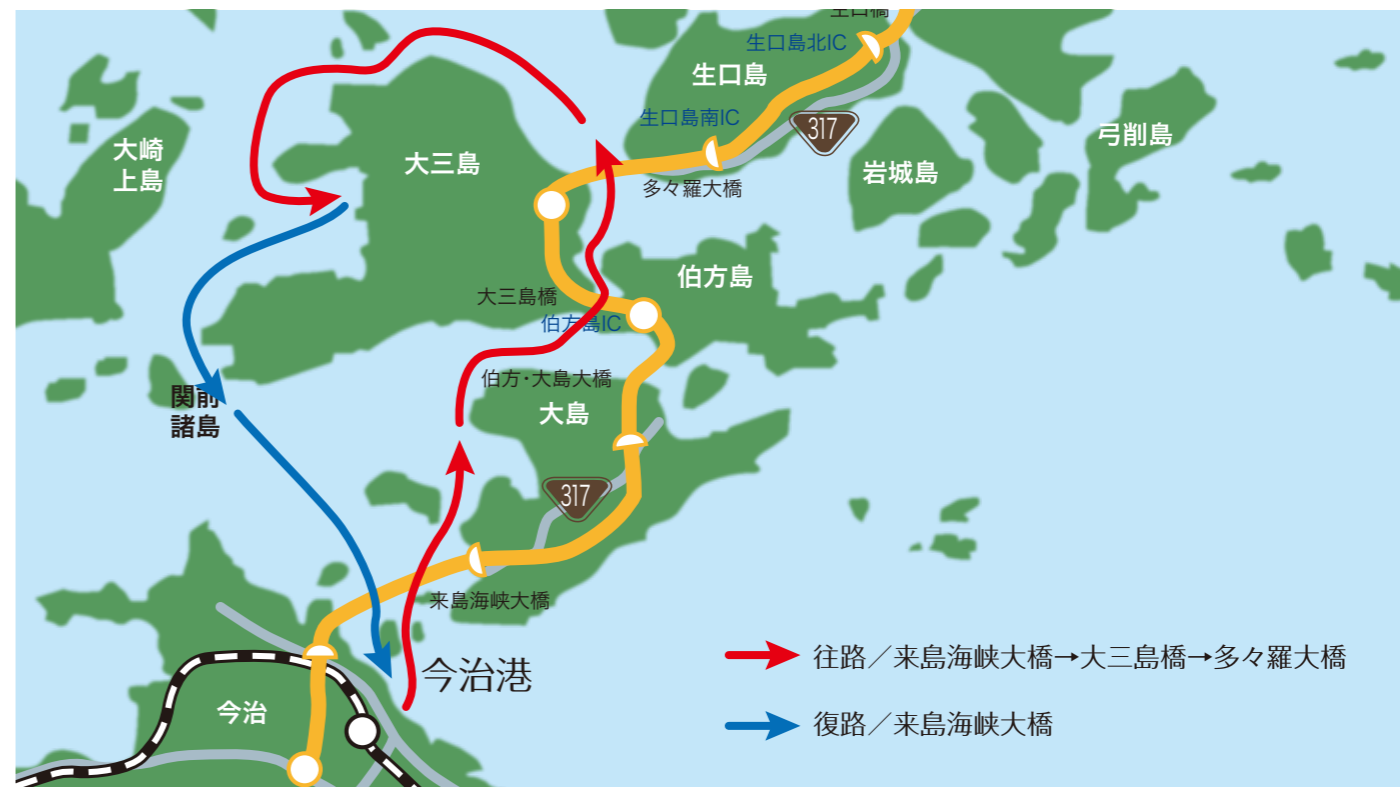 生口橋
生口島北IC
生口島
生口島南IC
317
弓削島
大崎
上島
大三島
岩城島
多々羅大橋
伯方島
大三島橋
伯方島IC
伯方・大島大橋
関前
諸島
大島
317
来島海峡大橋
今治港
今治
往路／来島海峡大橋→大三島橋→多々羅大橋
復路／来島海峡大橋